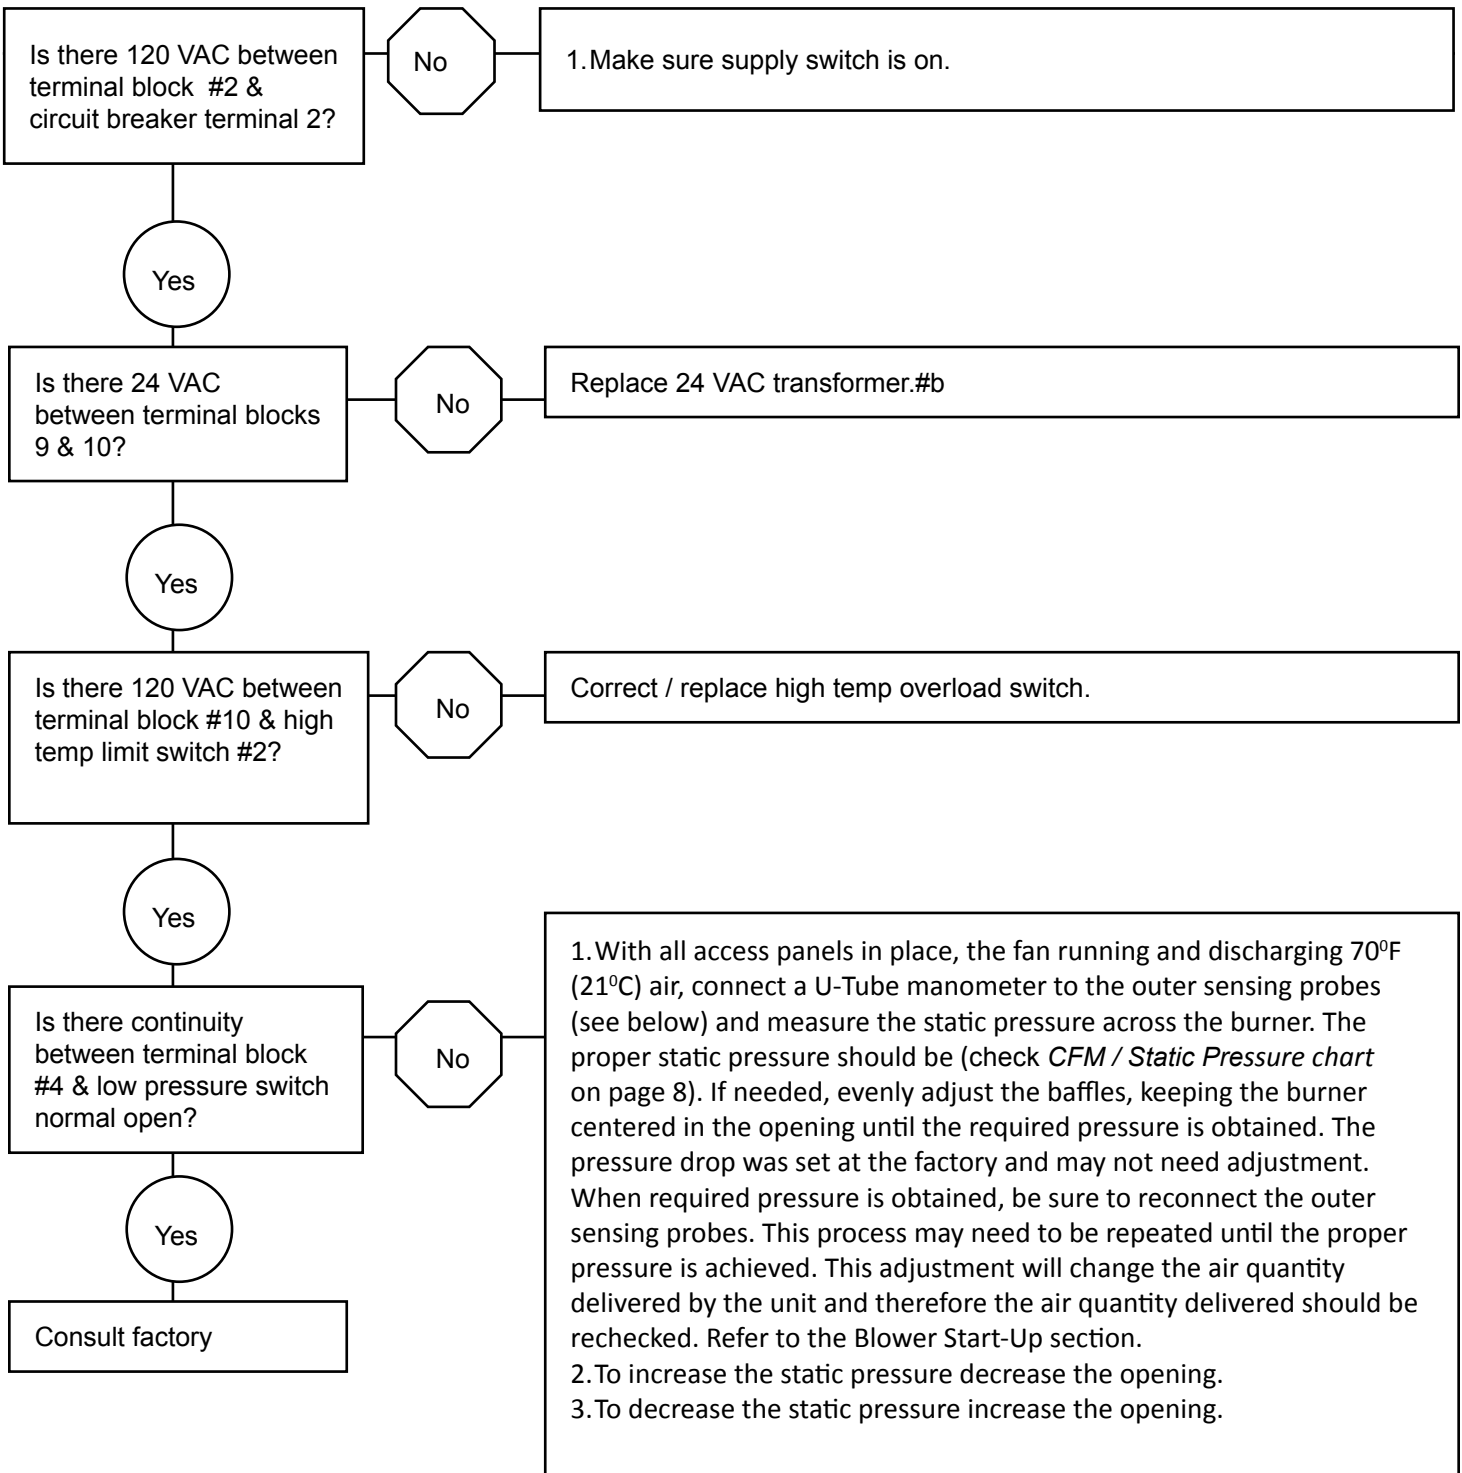 Is there 120 VAC between
terminal block  #2 &
circuit breaker terminal 2?
No
1.Make sure supply switch is on.
Yes
Is there 24 VAC
between terminal blocks
9 & 10?
No
Replace 24 VAC transformer.#b
Yes
Is there 120 VAC between
terminal block #10 & high
temp limit switch #2?
No
Correct / replace high temp overload switch.
Yes
Is there continuity
between terminal block
#4 & low pressure switch
normal open?
No
1.With all access panels in place, the fan running and discharging 70⁰F
(21⁰C) air, connect a U-Tube manometer to the outer sensing probes
(see below) and measure the static pressure across the burner. The
proper static pressure should be (check CFM / Static Pressure chart
on page 8). If needed, evenly adjust the baffles, keeping the burner
centered in the opening until the required pressure is obtained. The
pressure drop was set at the factory and may not need adjustment.
When required pressure is obtained, be sure to reconnect the outer
sensing probes. This process may need to be repeated until the proper
pressure is achieved. This adjustment will change the air quantity
delivered by the unit and therefore the air quantity delivered should be
rechecked. Refer to the Blower Start-Up section.
2.To increase the static pressure decrease the opening.
3.To decrease the static pressure increase the opening.
Yes
Consult factory